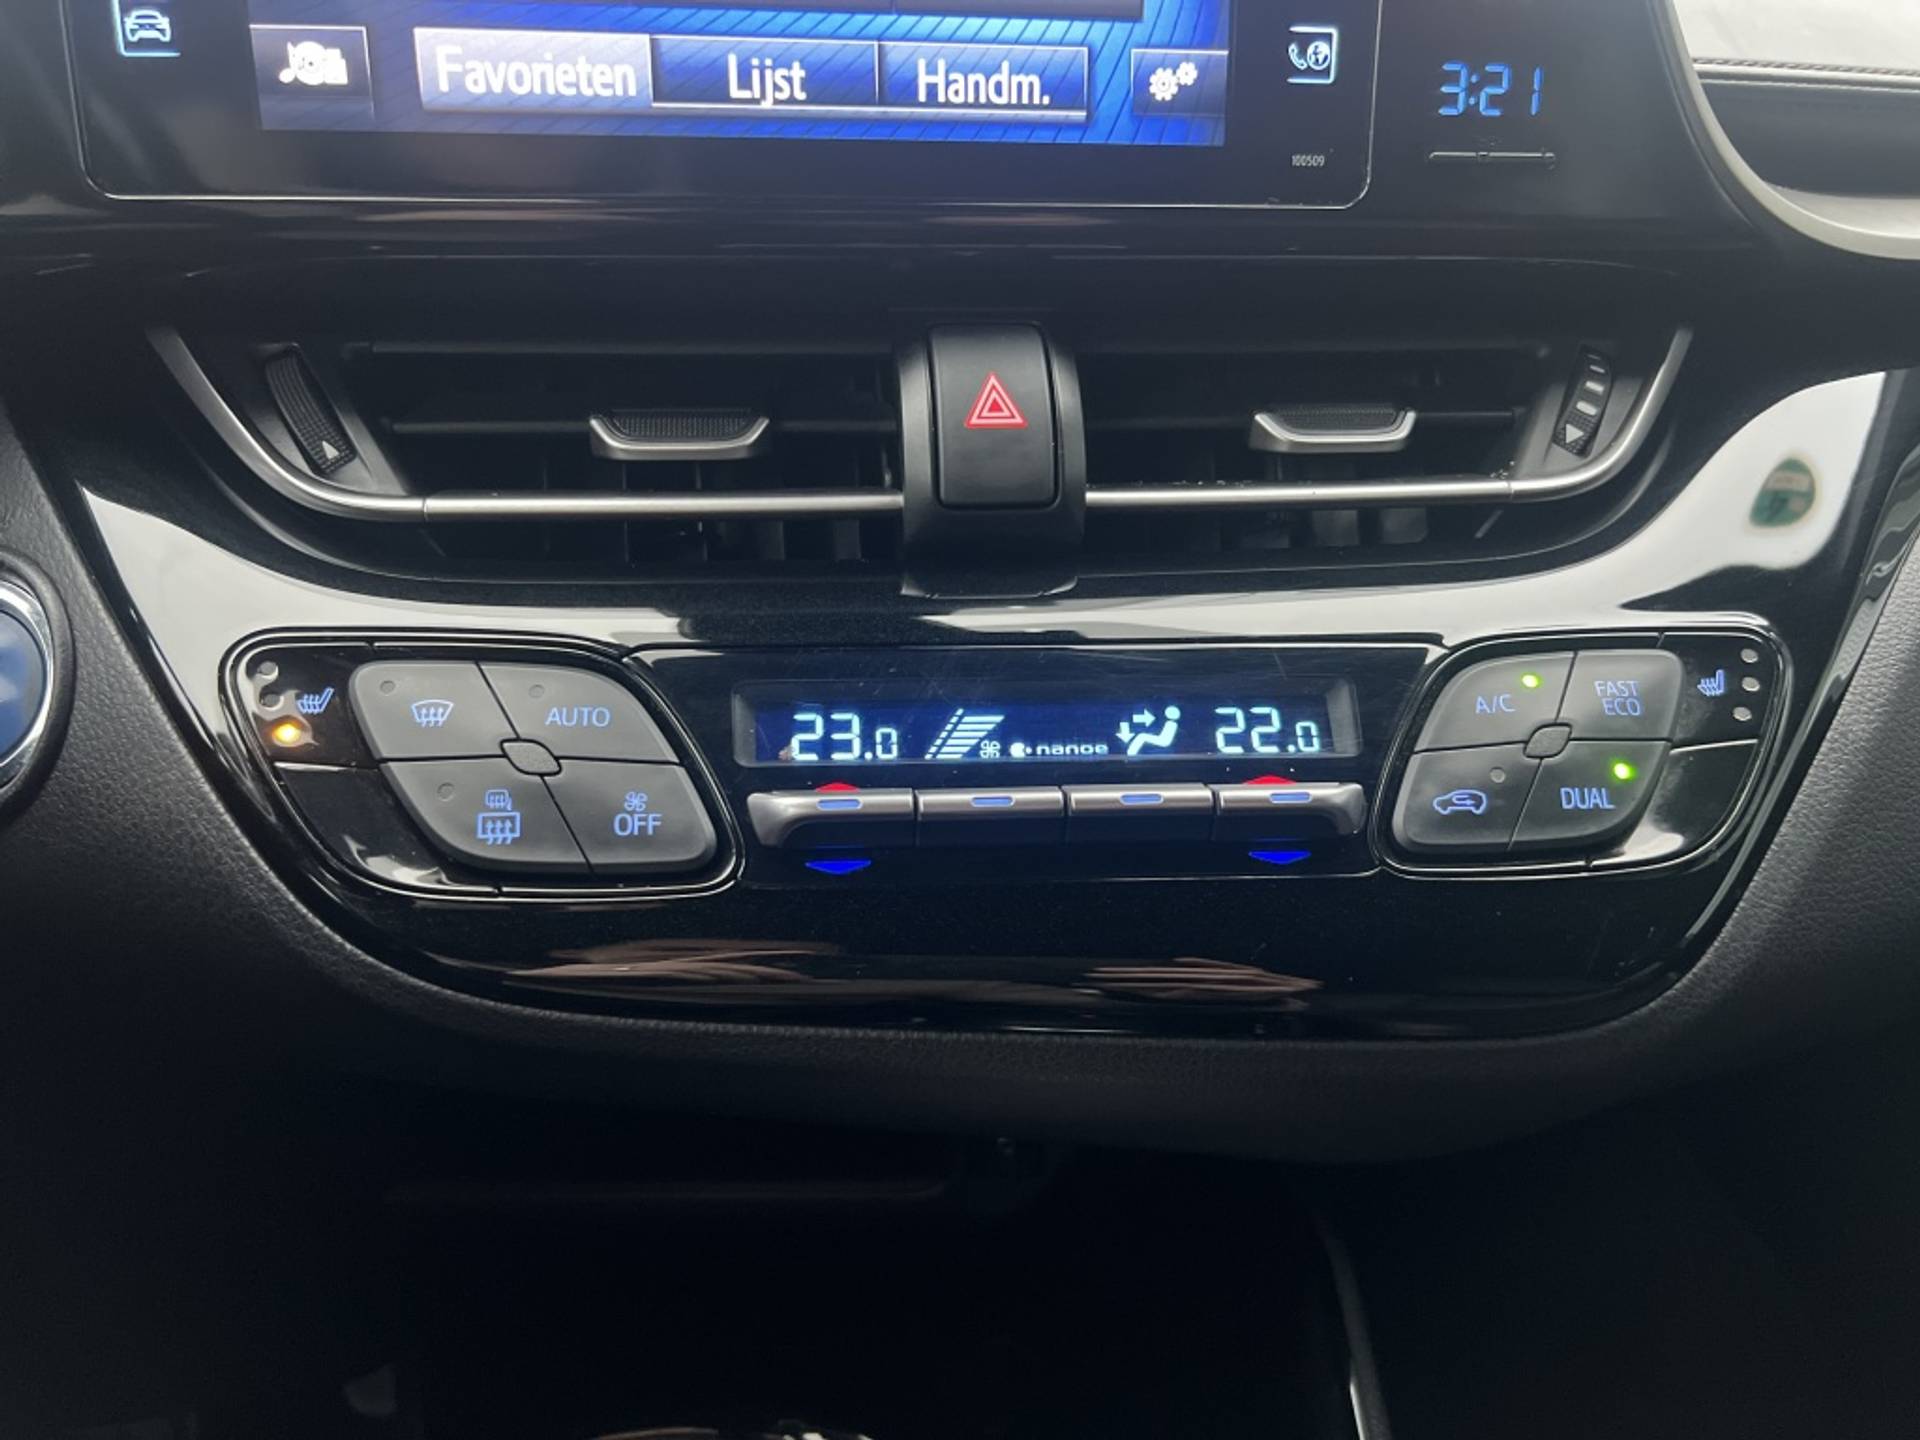 Favorieten Lijst Handm.
3:21
100509
AUTO
OFF
23.0 nanoe 22.0
A/C
FAST
ECO
DUAL